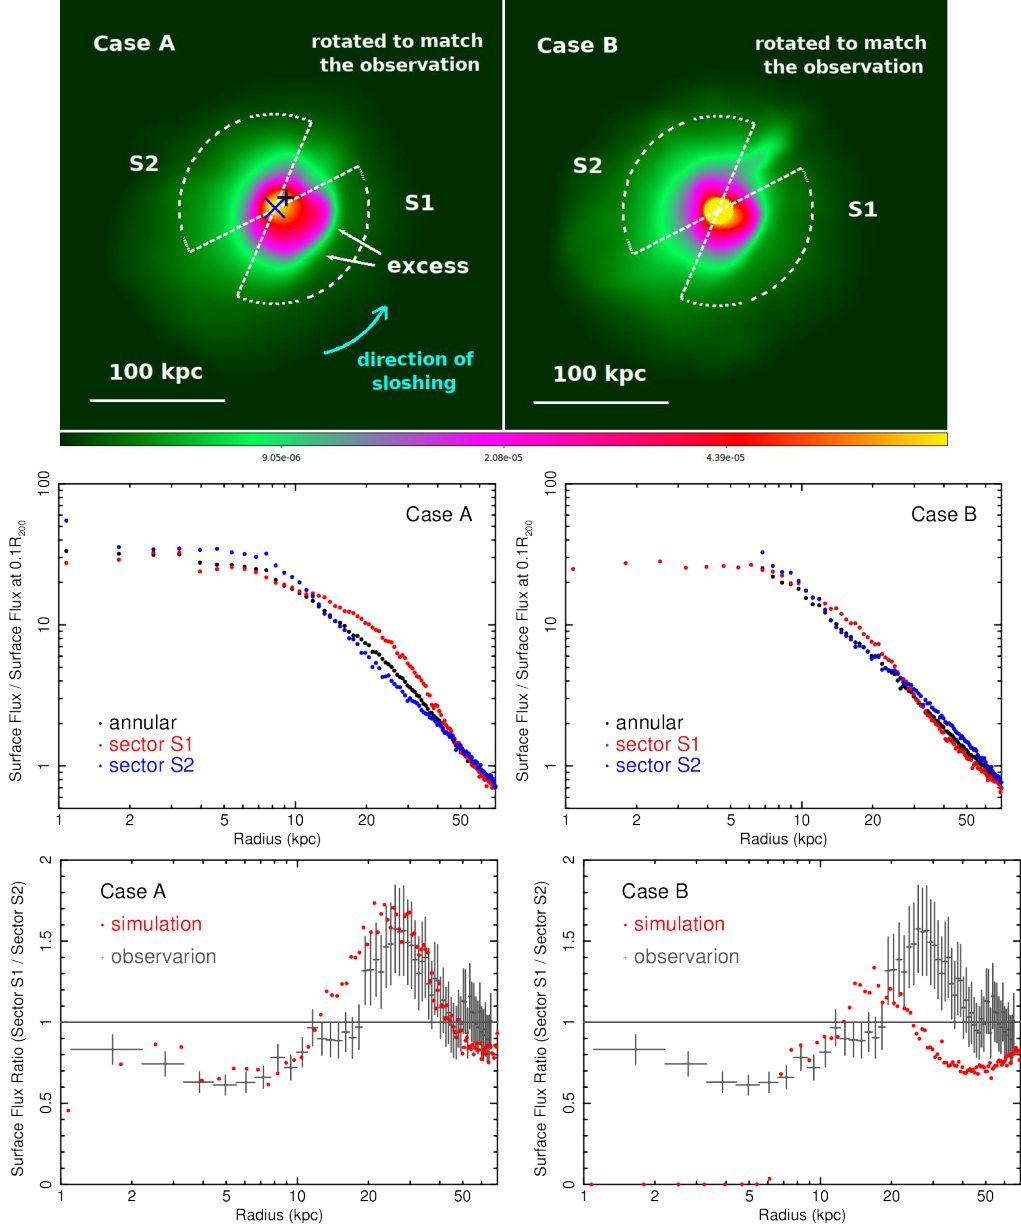 Case A
rotated to match
the observation
S2
S1
excess
direction of
sloshing
100 kpc
Case B
rotated to match
the observation
S2
S1
100 kpc
9.05e-06
2.08e-05
4.39e-05
Surface Flux / Surface Flux at 0.1R200
100
10
1
Case A
annular
sector S1
sector S2
1
2
5
10
20
50
Radius (kpc)
Surface Flux / Surface Flux at 0.1R200
100
10
1
Case B
annular
sector S1
sector S2
1
2
5
10
20
50
Radius (kpc)
Surface Flux Ratio (Sector S1 / Sector S2)
2
1.5
1
0.5
0
Case A
simulation
observarion
1
2
5
10
20
50
Radius (kpc)
Surface Flux Ratio (Sector S1 / Sector S2)
2
1.5
1
0.5
0
Case B
simulation
observarion
1
2
5
10
20
50
Radius (kpc)